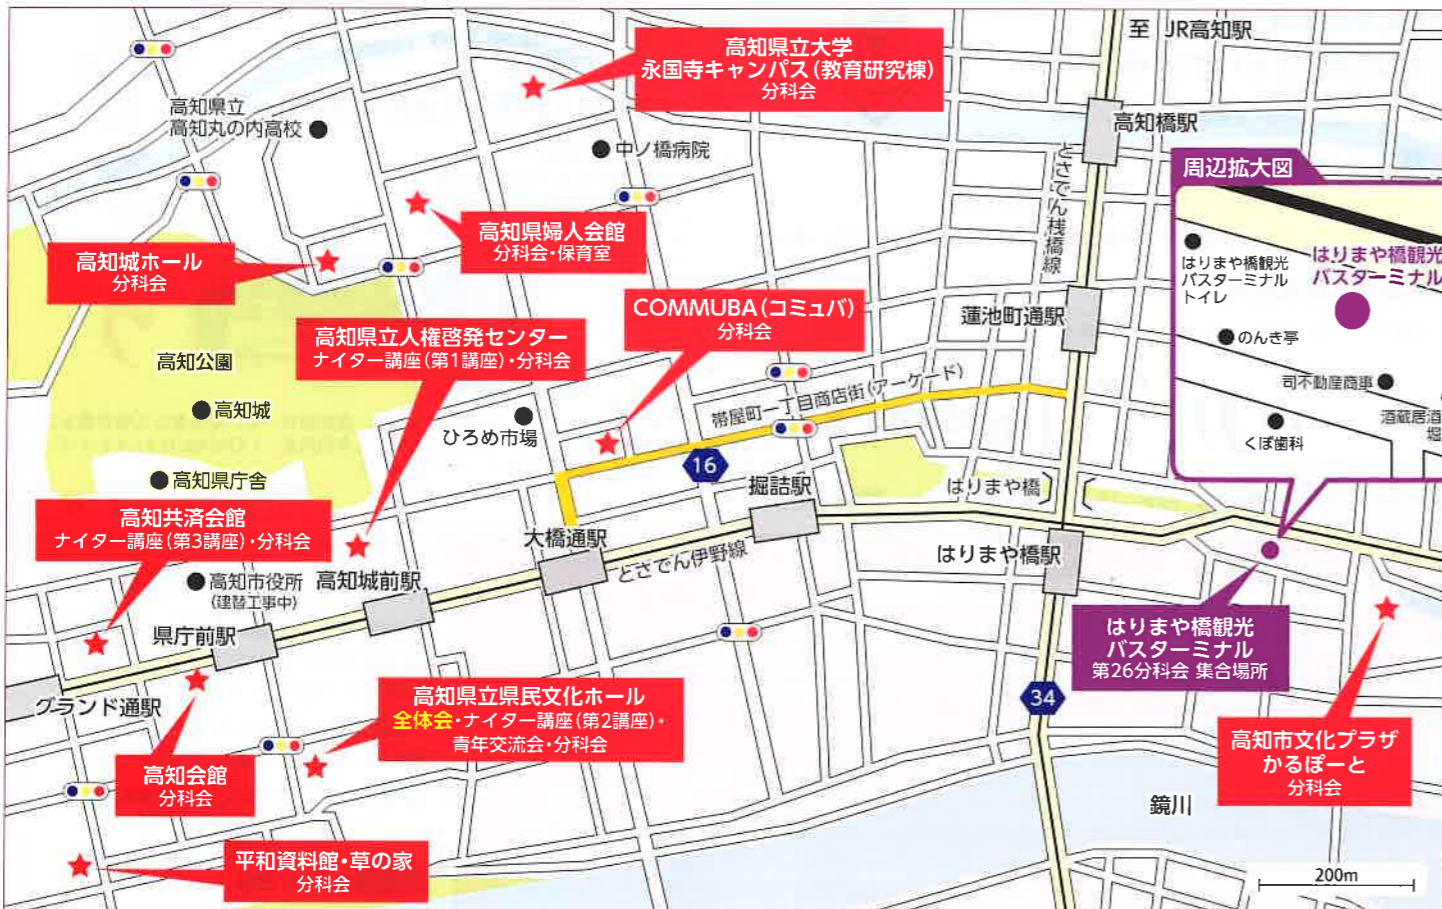 至 JR高知駅
高知県立大学
永国寺キャンパス(教育研究棟)
分科会
高知県立
高知丸の内高校
中ノ橋病院
高知橋駅
とさでん桟橋線
周辺拡大図
はりまや橋観光
バスターミナル
トイレ
はりまや橋観光
バスターミナル
のんき亭
司不動産商事
酒蔵居酒
堀
くぼ歯科
高知県婦人会館
分科会・保育室
高知城ホール
分科会
COMMUBA(コミュバ)
分科会
蓮池町通駅
高知県立人権啓発センター
ナイター講座(第1講座)・分科会
高知公園
高知城
ひろめ市場
帯屋町一丁目商店街(アーケード)
16
高知県庁舎
掘詰駅
はりまや橋
高知共済会館
ナイター講座(第3講座)・分科会
大橋通駅
とさでん伊野線
はりまや橋駅
高知市役所
(建替工事中)
高知城前駅
県庁前駅
グランド通駅
はりまや橋観光
バスターミナル
第26分科会 集合場所
高知県立県民文化ホール
全体会・ナイター講座(第2講座)・
青年交流会・分科会
34
高知市文化プラザ
かるぽーと
分科会
高知会館
分科会
鏡川
平和資料館・草の家
分科会
200m